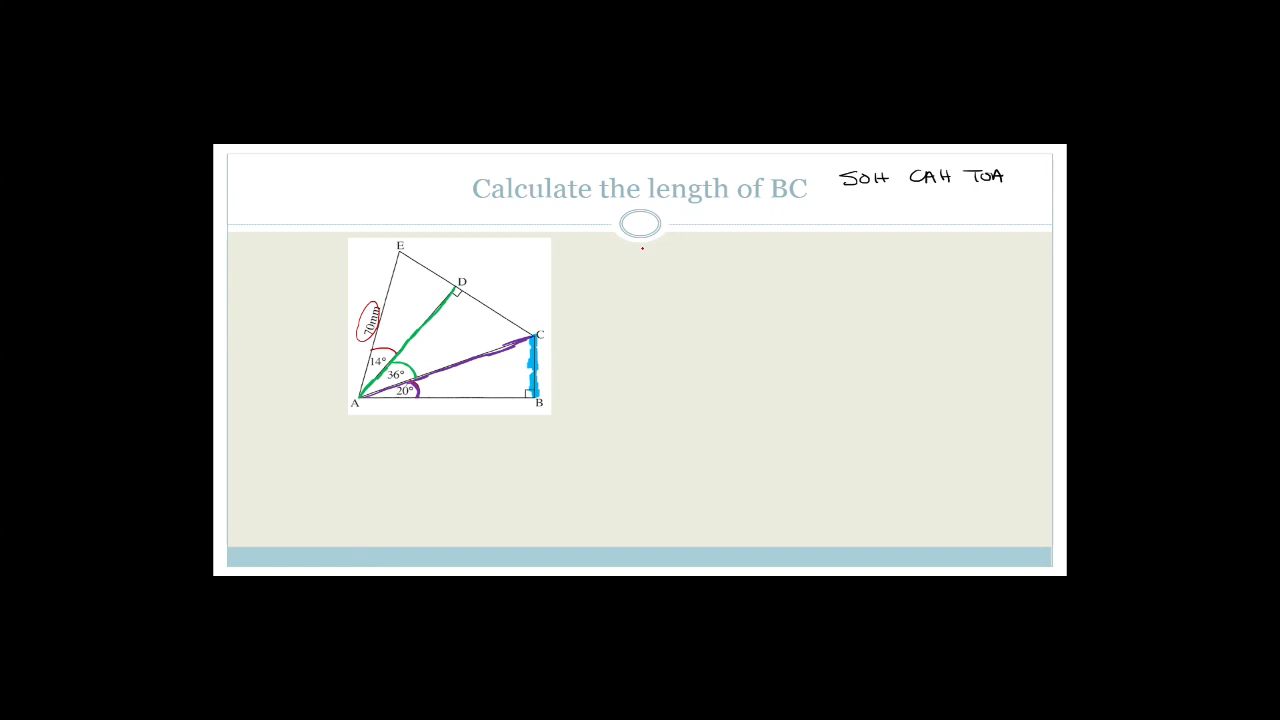 Calculate the length of BC
SOH CAH TOA
E
D
70mm
C
14°
36°
20°
A
B